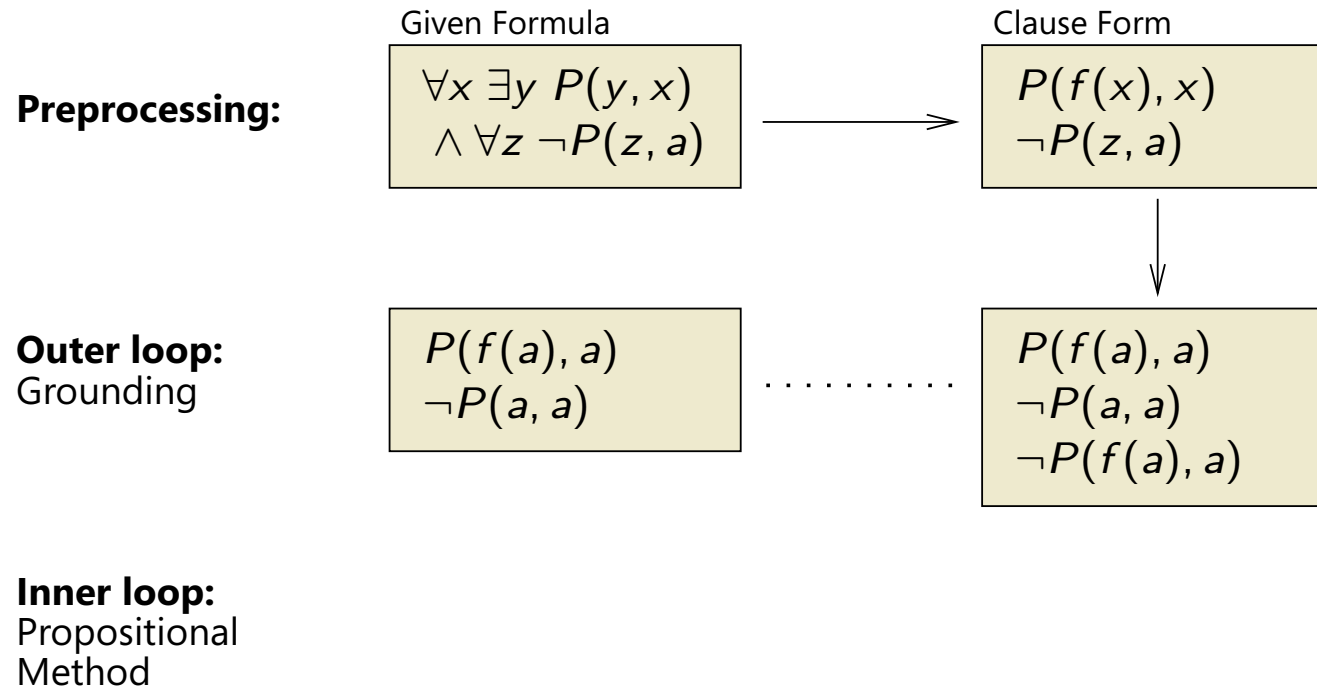 Given Formula
Clause Form
Preprocessing:
∀x ∃y P(y, x)
∧ ∀z ¬P(z, a)
P(f(x), x)
¬P(z, a)
Outer loop:
Grounding
P(f(a), a)
¬P(a, a)
. . . . . . . . . .
P(f(a), a)
¬P(a, a)
¬P(f(a), a)
Inner loop:
Propositional
Method